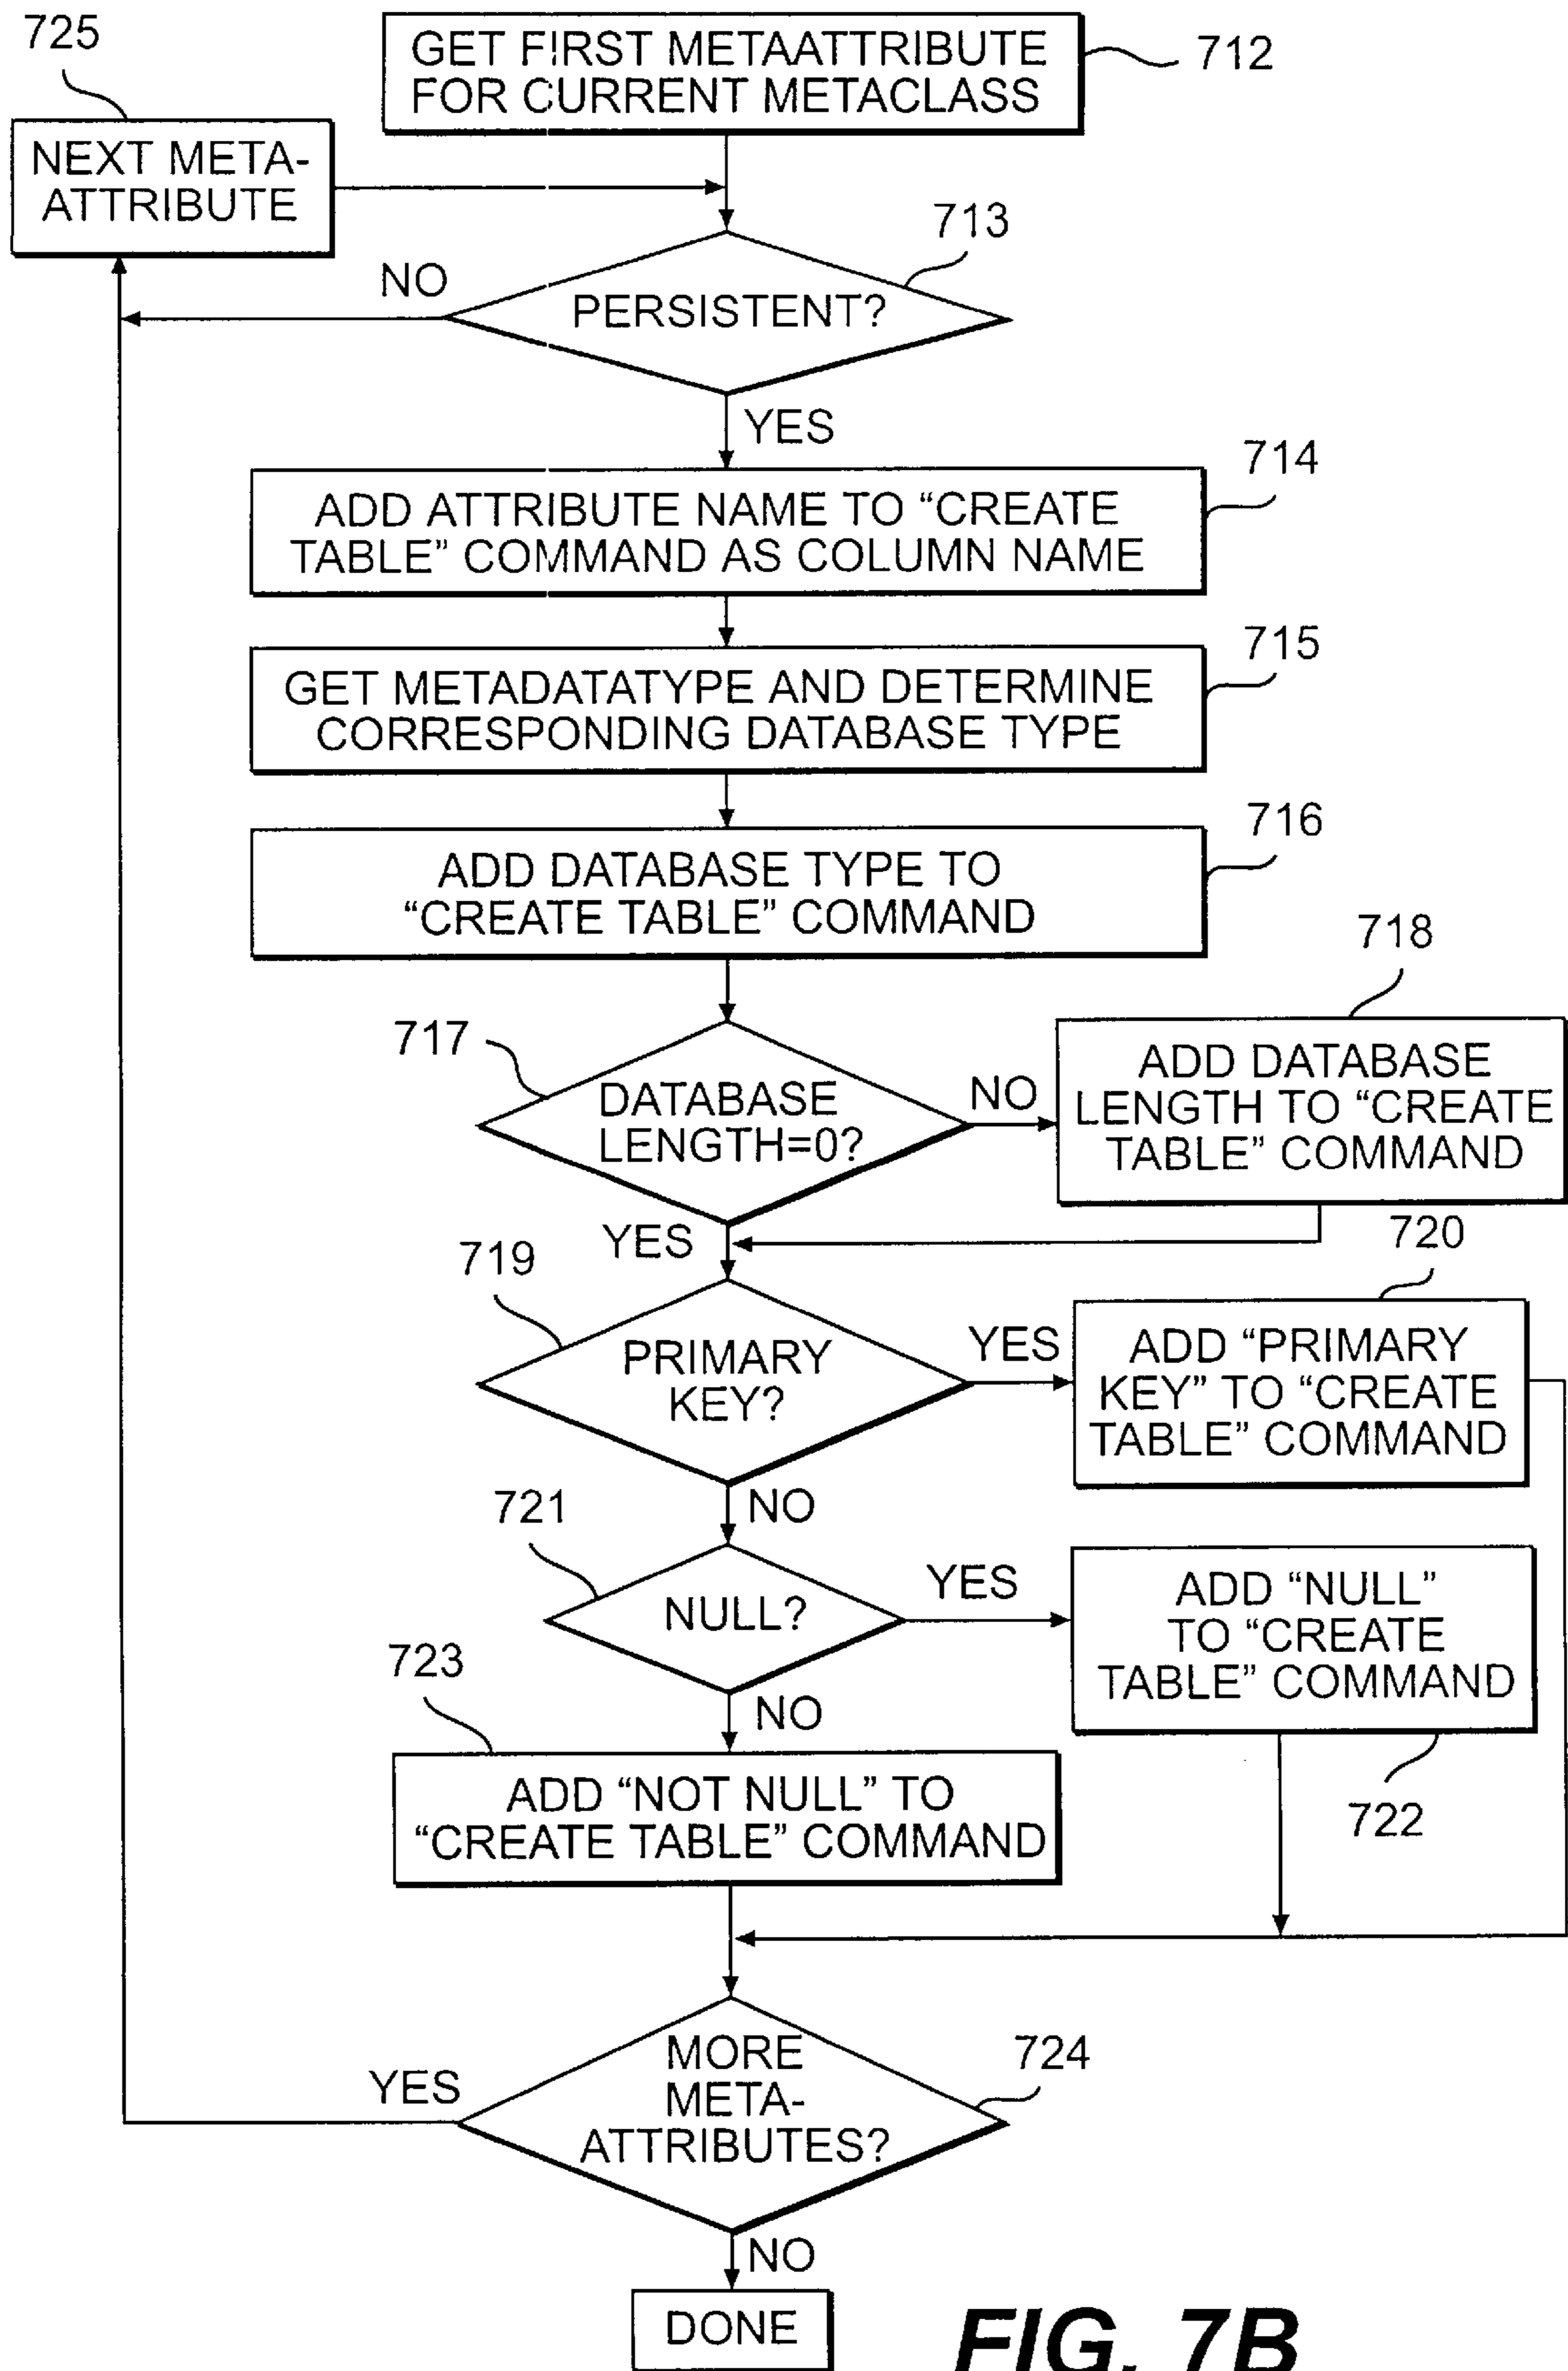 725
GET FIRST METAATTRIBUTE
FOR CURRENT METACLASS
712
NEXT META-
ATTRIBUTE
713
NO
PERSISTENT?
YES
714
ADD ATTRIBUTE NAME TO “CREATE
TABLE” COMMAND AS COLUMN NAME
715
GET METADATATYPE AND DETERMINE
CORRESPONDING DATABASE TYPE
716
ADD DATABASE TYPE TO
“CREATE TABLE” COMMAND
718
717
DATABASE
LENGTH=0?
NO
ADD DATABASE
LENGTH TO “CREATE
TABLE” COMMAND
YES
720
719
PRIMARY
KEY?
YES
ADD “PRIMARY
KEY” TO “CREATE
TABLE” COMMAND
NO
721
NULL?
YES
ADD “NULL”
TO “CREATE
TABLE” COMMAND
722
723
NO
ADD “NOT NULL” TO
“CREATE TABLE” COMMAND
724
YES
MORE
META-
ATTRIBUTES?
NO
DONE
FIG. 7B